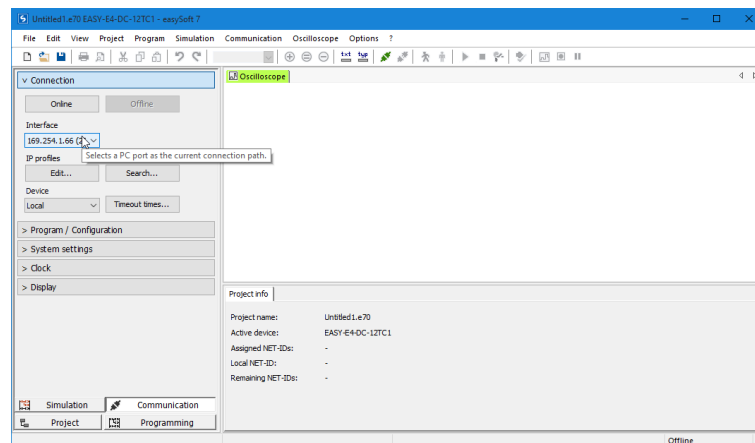 Untitled1.e70 EASY-E4-DC-12TC1 - easySoft 7
File Edit View Project Program Simulation Communication Oscilloscope Options ?
txt typ
Connection
Oscilloscope
Online Offline
Interface
169.254.1.66 (2
Selects a PC port as the current connection path.
IP profiles
Edit... Search...
Device
Local Timeout times...
> Program / Configuration
> System settings
> Clock
> Display
Project info
Project name: Untitled1.e70
Active device: EASY-E4-DC-12TC1
Assigned NET-IDs: -
Local NET-ID: -
Remaining NET-IDs: -
Simulation Communication
Project Programming
Offline